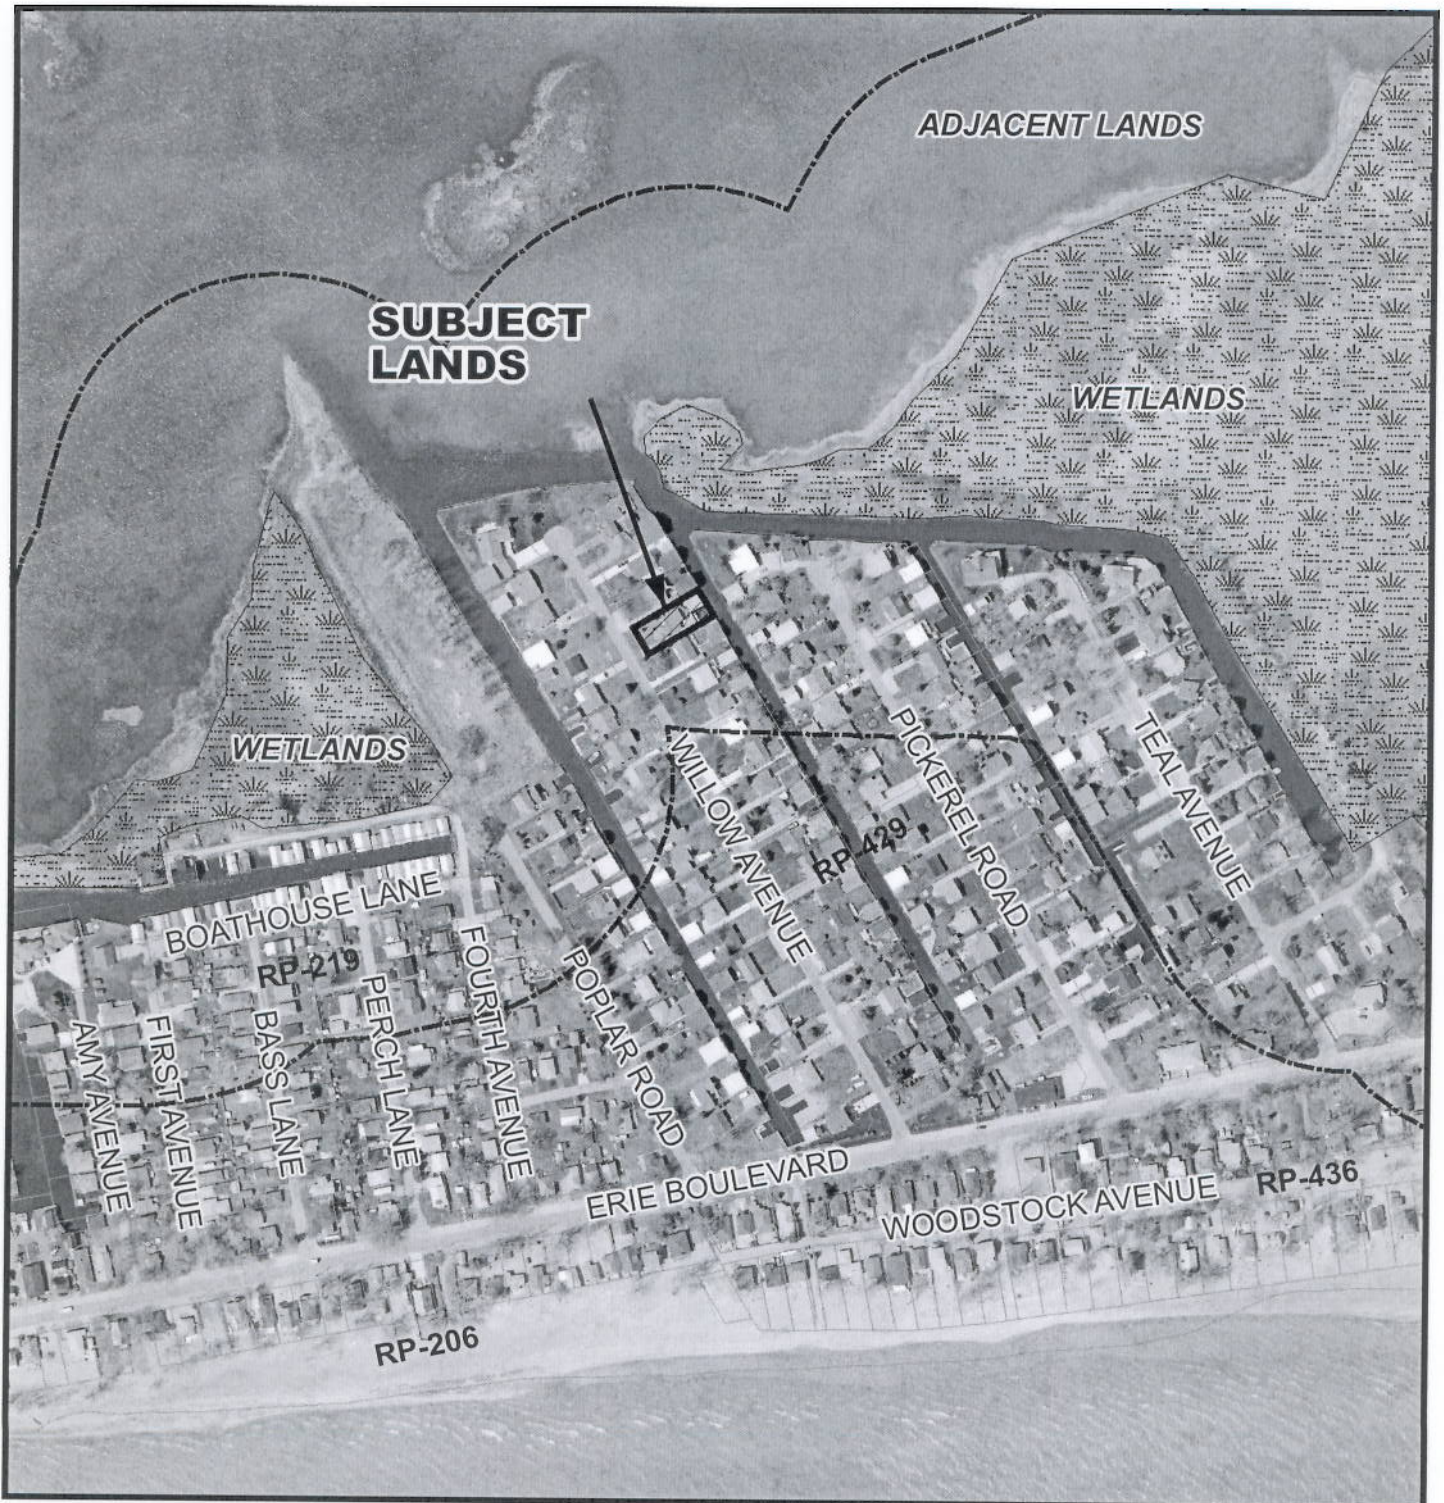 ADJACENT LANDS
SUBJECT
LANDS
WETLANDS
WETLANDS
WILLOW AVENUE
PICKEREL ROAD
TEAL AVENUE
RP-429
BOATHOUSE LANE
RP-219
AMY AVENUE
FIRST AVENUE
BASS LANE
PERCH LANE
FOURTH AVENUE
POPLAR ROAD
ERIE BOULEVARD
WOODSTOCK AVENUE
RP-436
RP-206